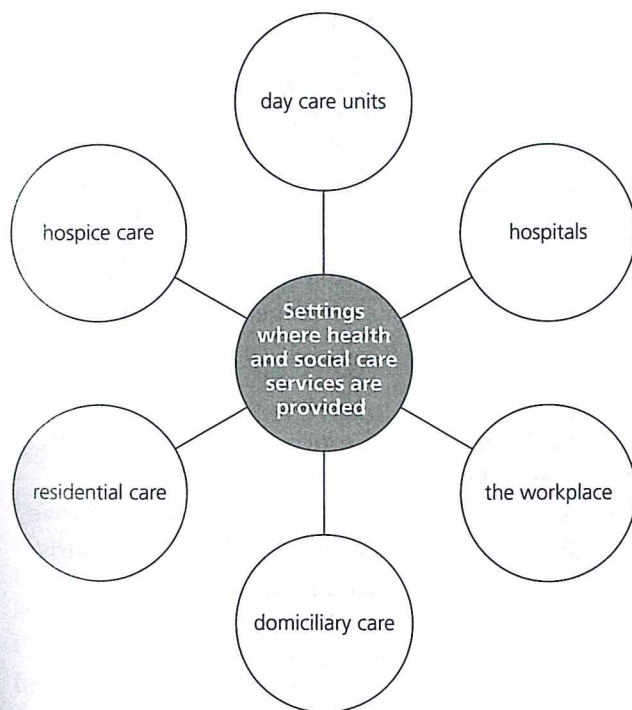 day care units
hospice care
hospitals
Settings
where health
and social care
services are
provided
residential care
the workplace
domiciliary care